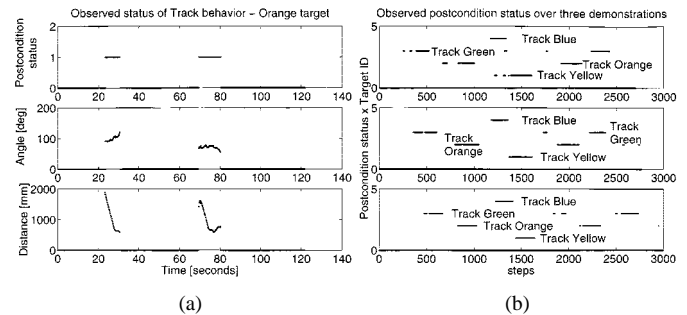 Observed status of Track behavior – Orange target
Postcondition
status
2
1
0
0 20 40 60 80 100 120 140
Angle [deg]
200
100
0
0 20 40 60 80 100 120 140
Distance [mm]
2000
1000
0
0 20 40 60 80 100 120 140
Time [seconds]
(a)
Observed postcondition status over three demonstrations
Postcondition status x Target ID
5
0
Track Blue
Track Green
Track Orange
Track Yellow
0 500 1000 1500 2000 2500 3000
5
0
Track Blue
Track
Green
Track
Orange
Track Yellow
0 500 1000 1500 2000 2500 3000
5
0
Track Blue
Track Green
Track Orange
Track Yellow
0 500 1000 1500 2000 2500 3000
steps
(b)